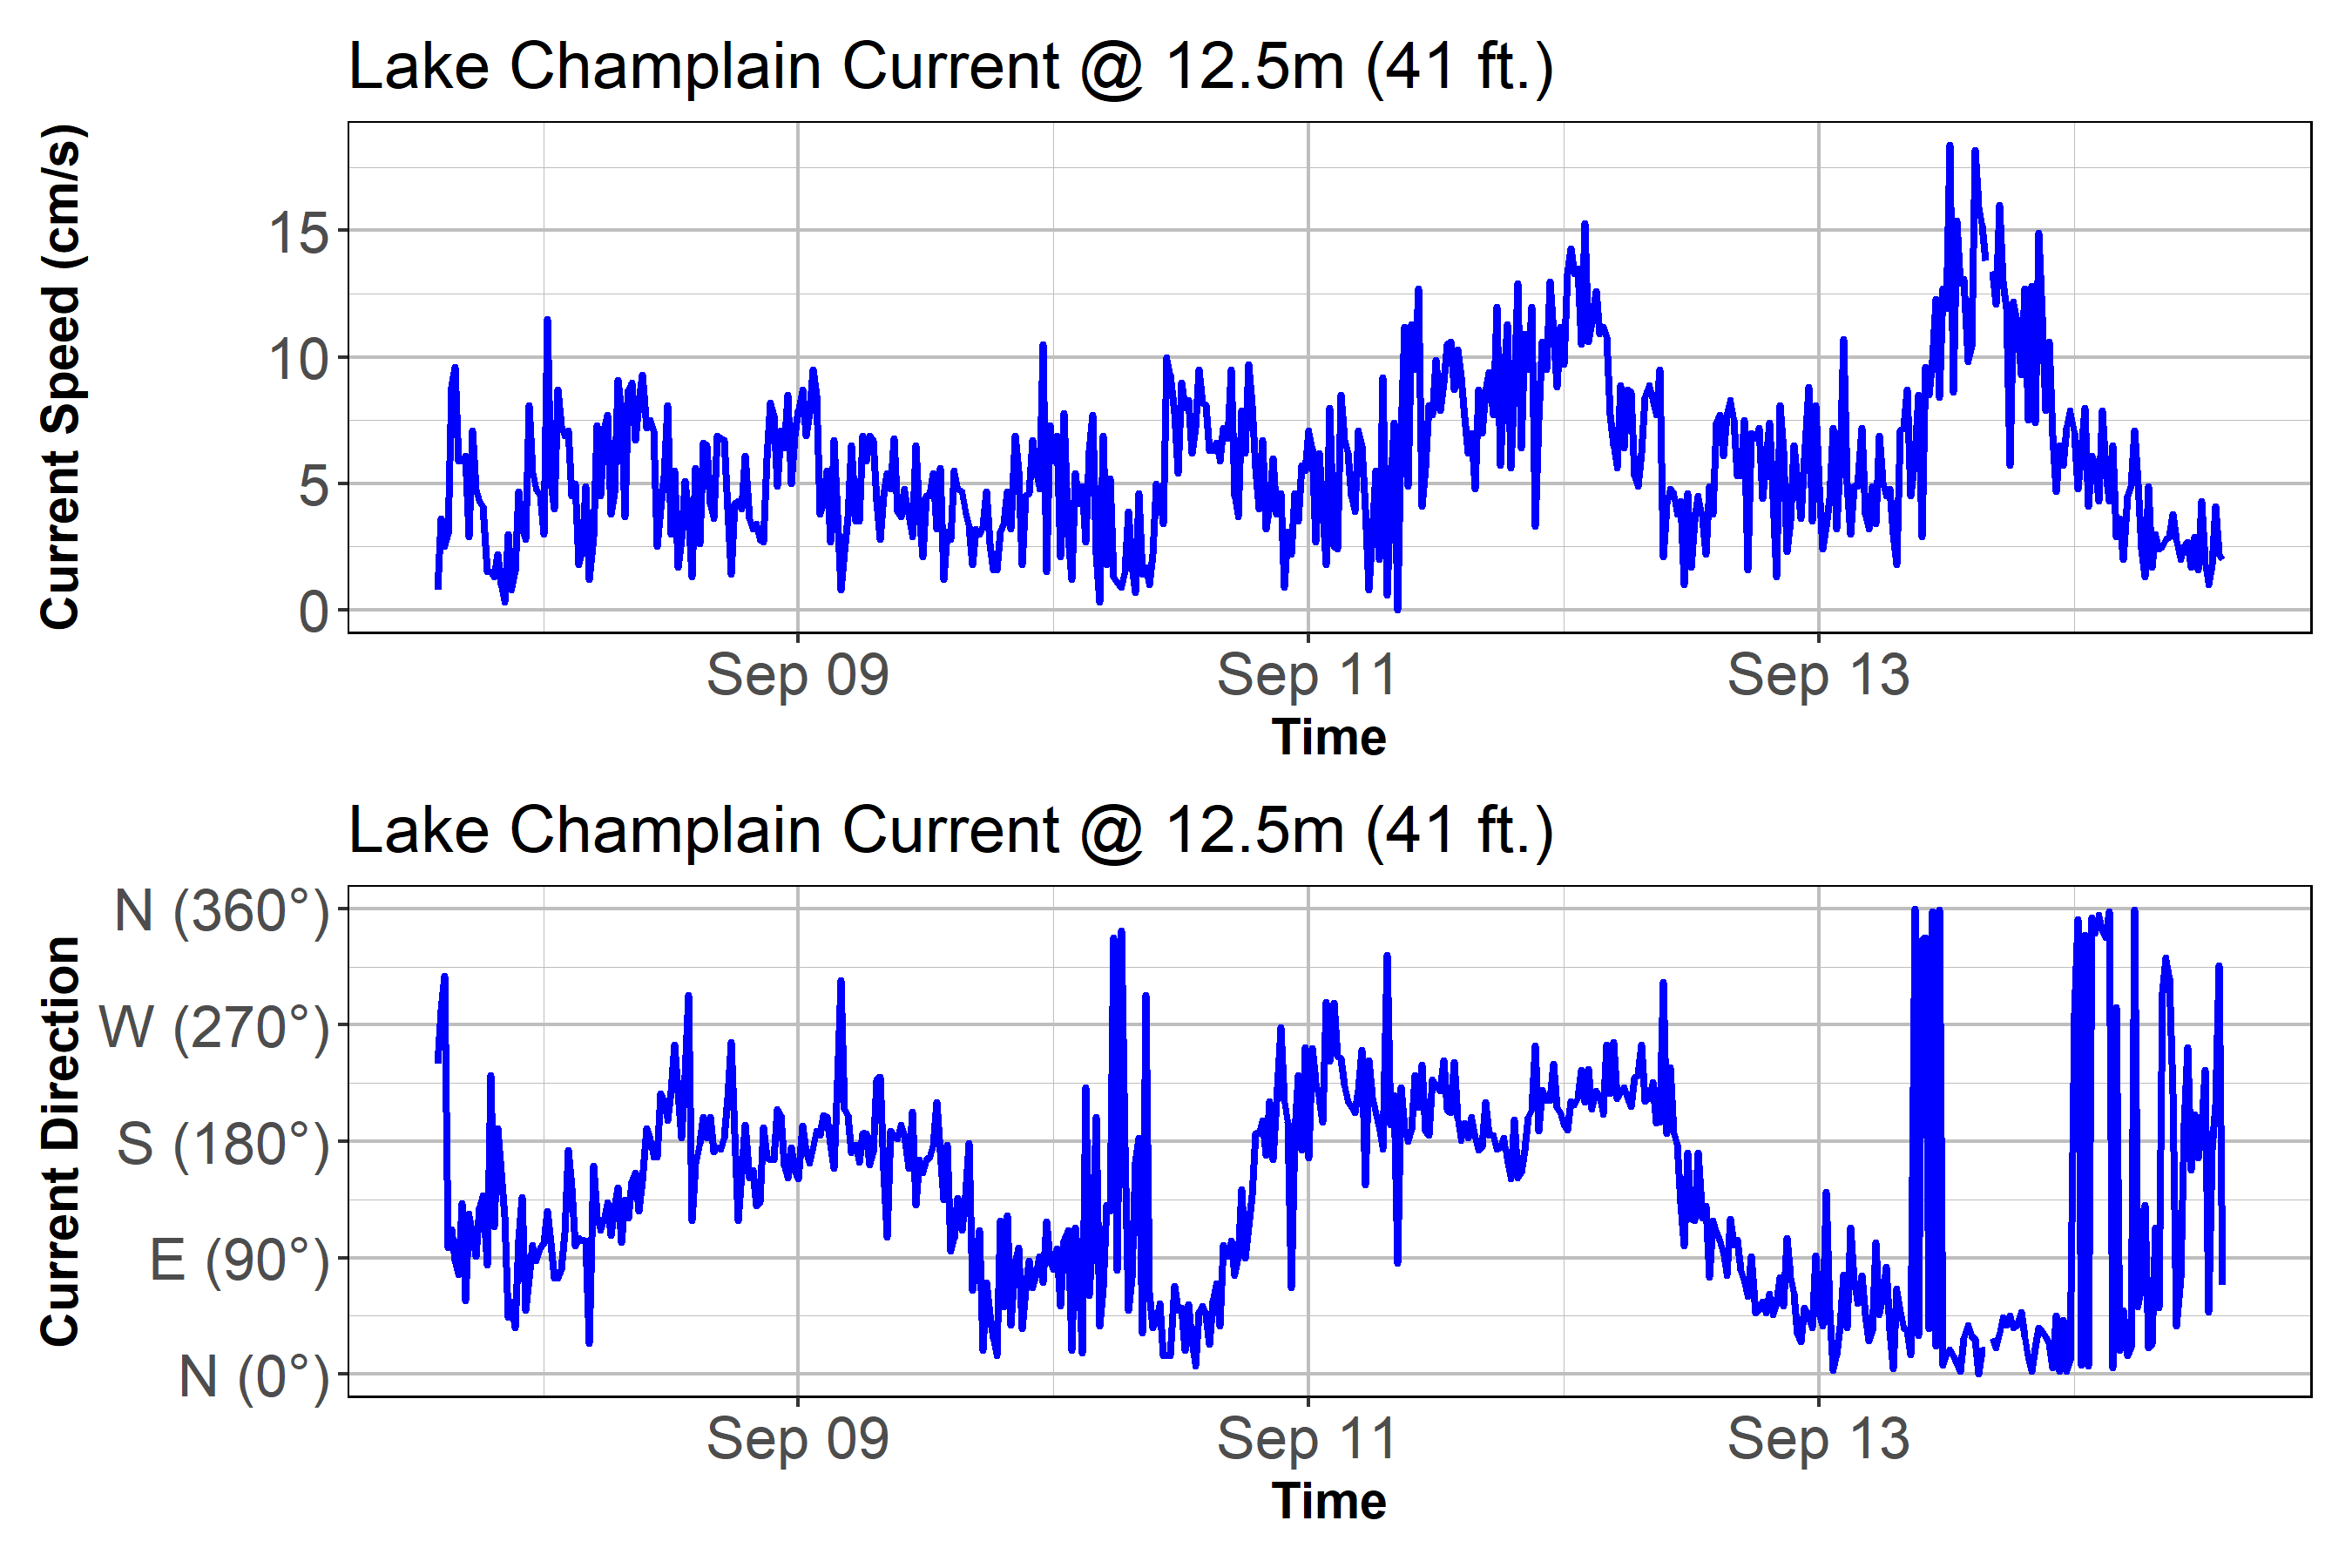 Lake Champlain Current @ 12.5m (41 ft.)
Current Speed (cm/s)
15
10
5
0
Sep 09 Sep 11 Sep 13
Time
Lake Champlain Current @ 12.5m (41 ft.)
Current Direction
N (360°)
W (270°)
S (180°)
E (90°)
N (0°)
Sep 09 Sep 11 Sep 13
Time